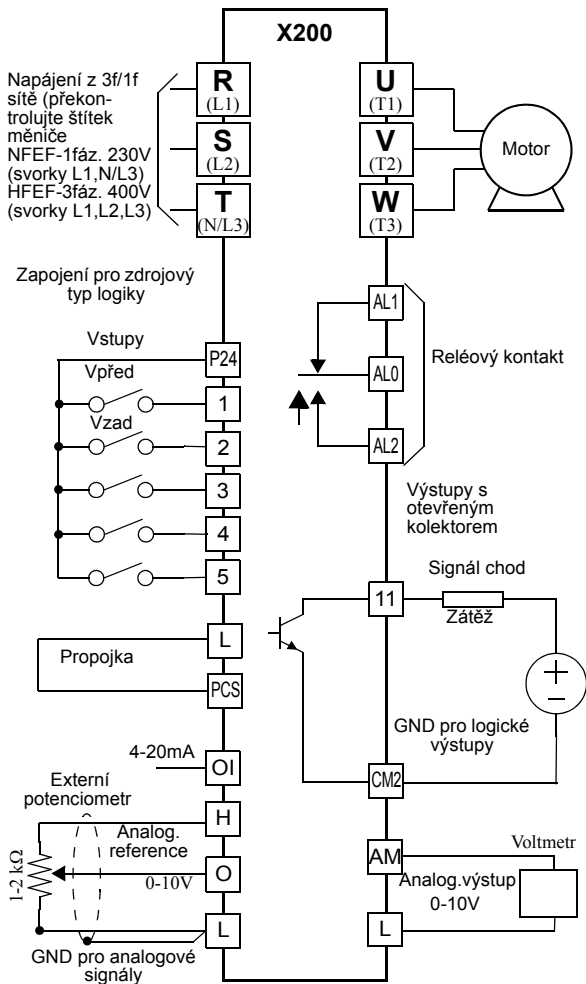 X200
Napájení z 3f/1f
sítě (překon-
trolujte štítek
měniče
NFEF-1fáz. 230V
(svorky L1,N/L3)
HFEF-3fáz. 400V
(svorky L1,L2,L3)
R
(L1)
S
(L2)
T
(N/L3)
U
(T1)
V
(T2)
W
(T3)
Motor
Zapojení pro zdrojový
typ logiky
Vstupy
P24
Vpřed
1
Vzad
2
3
4
5
Propojka
L
PCS
4-20mA
OI
Externí
potenciometr
H
Analog.
reference
1-2 kΩ
0-10V
O
L
GND pro analogové
signály
AL1
AL0
AL2
Reléový kontakt
Výstupy s
otevřeným
kolektorem
Signál chod
11
Zátěž
+
–
GND pro logické
výstupy
CM2
AM
Voltmetr
Analog.výstup
0-10V
L